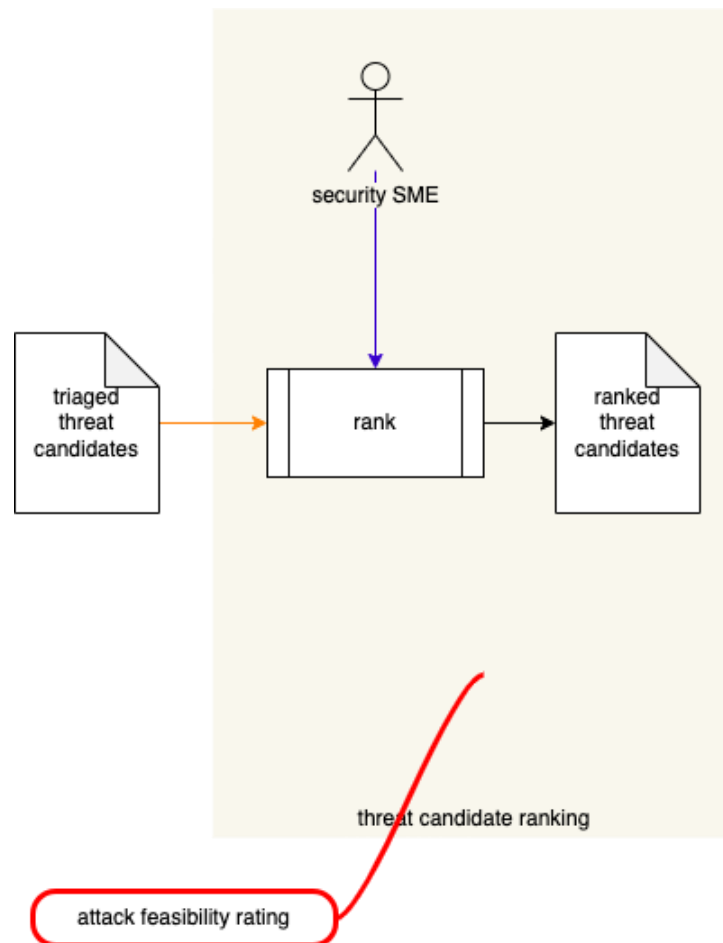 security SME
triaged
threat
candidates
rank
ranked
threat
candidates
threat candidate ranking
attack feasibility rating